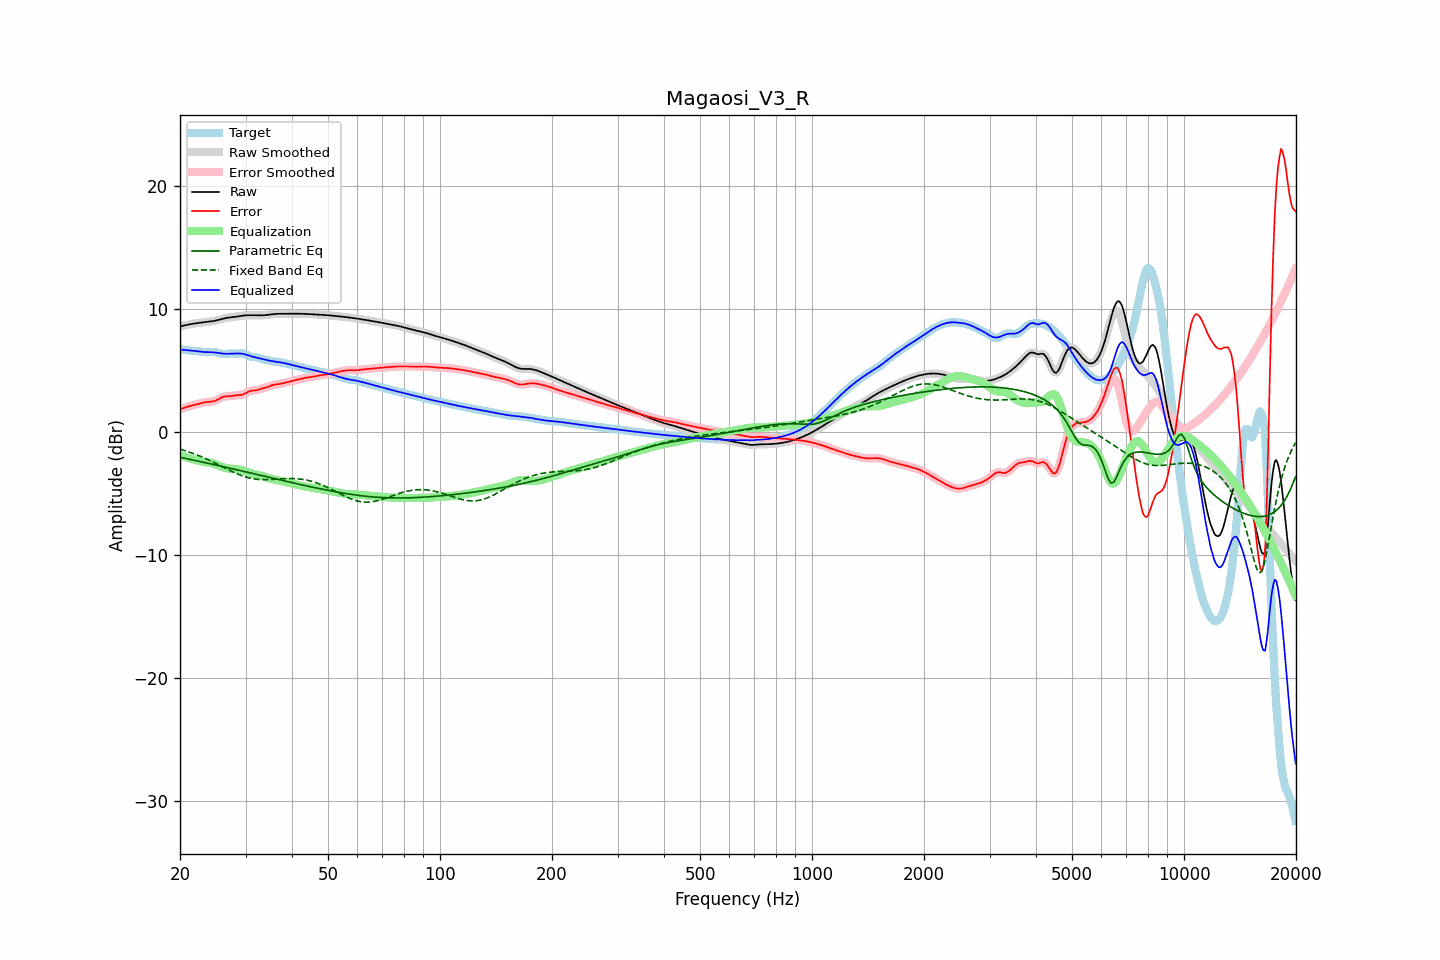 Magaosi_V3_R
Target
Raw Smoothed
Error Smoothed
Raw
Error
Equalization
Parametric Eq
Fixed Band Eq
Equalized
Amplitude (dBr)
20
10
0
−10
−20
−30
20
50
100
200
500
1000
2000
5000
10000
20000
Frequency (Hz)